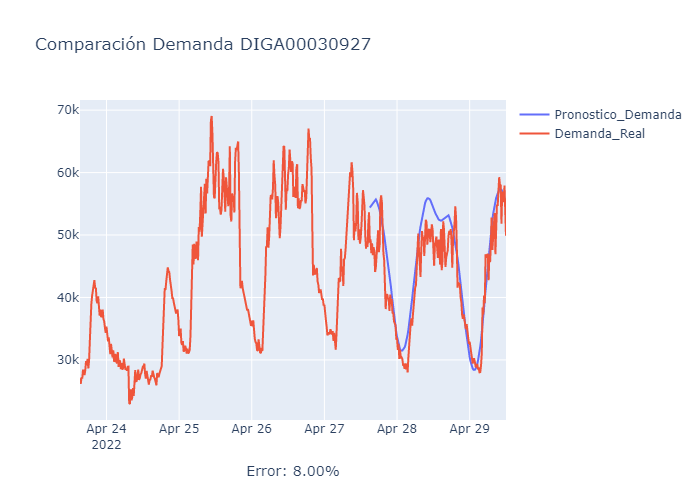 Comparación Demanda DIGA00030927
70k
60k
50k
40k
30k
Apr 24
2022
Apr 25
Apr 26
Apr 27
Apr 28
Apr 29
Pronostico_Demanda
Demanda_Real
Error: 8.00%